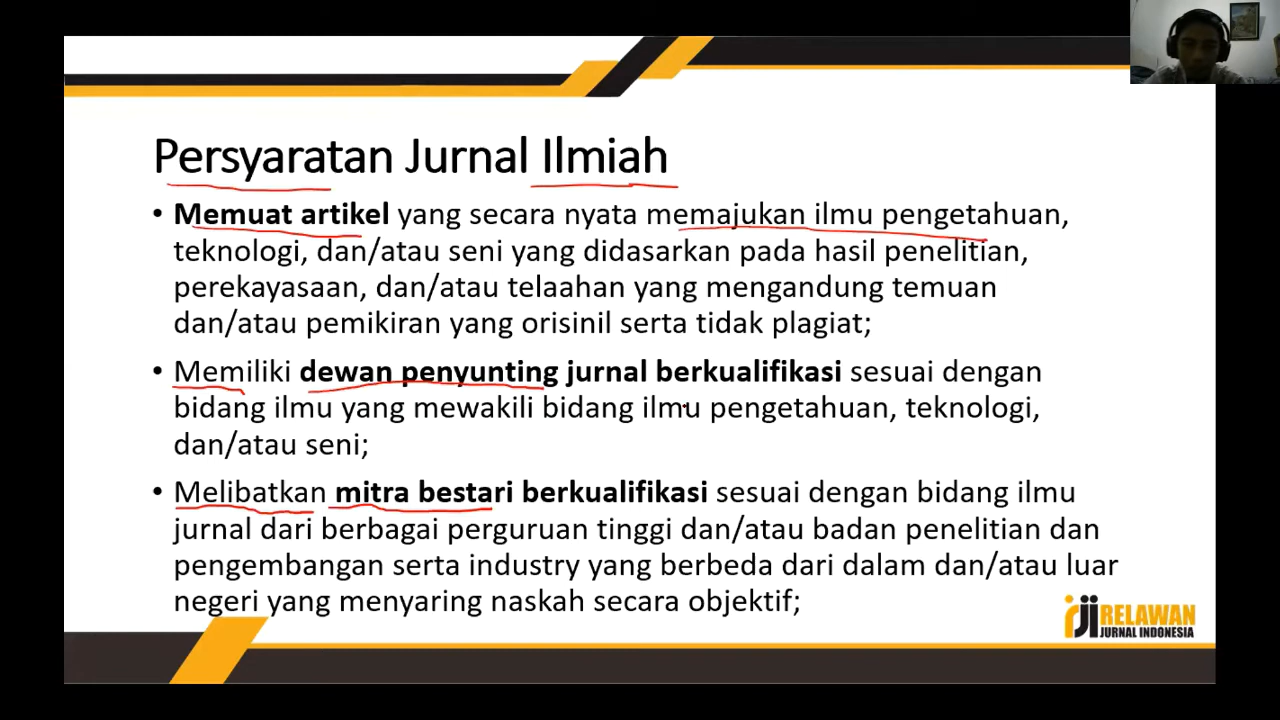 Persyaratan Jurnal Ilmiah
• Memuat artikel yang secara nyata memajukan ilmu pengetahuan,
teknologi, dan/atau seni yang didasarkan pada hasil penelitian,
perekayasaan, dan/atau telaahan yang mengandung temuan
dan/atau pemikiran yang orisinil serta tidak plagiat;
• Memiliki dewan penyunting jurnal berkualifikasi sesuai dengan
bidang ilmu yang mewakili bidang ilmu pengetahuan, teknologi,
dan/atau seni;
• Melibatkan mitra bestari berkualifikasi sesuai dengan bidang ilmu
jurnal dari berbagai perguruan tinggi dan/atau badan penelitian dan
pengembangan serta industry yang berbeda dari dalam dan/atau luar
negeri yang menyaring naskah secara objektif;
rji RELAWAN
JURNAL INDONESIA